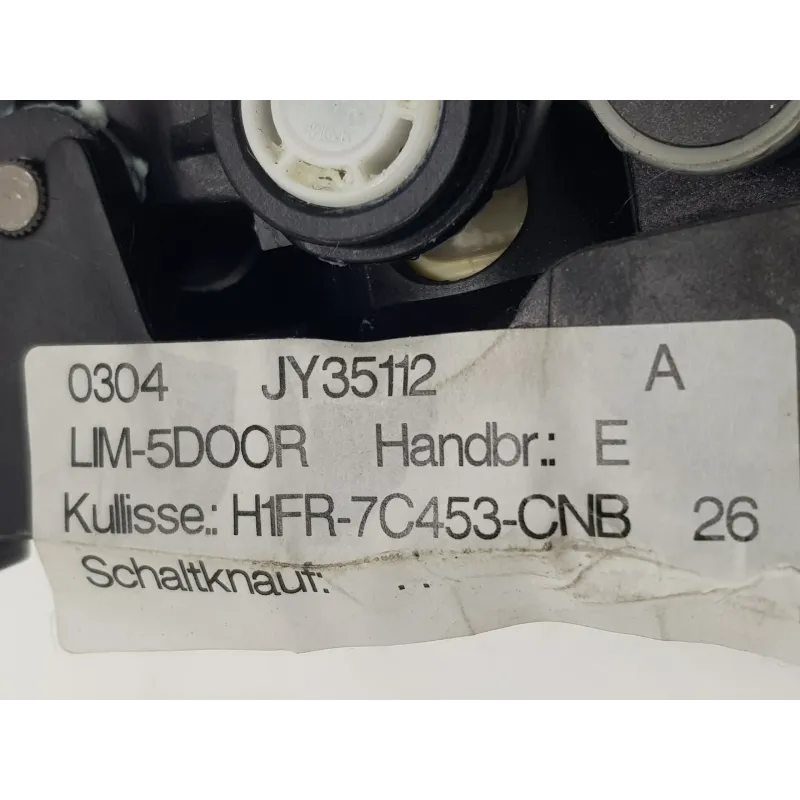 0304 JY35112 A
LIM-5DOOR Handbr.: E
Kullisse.: H1FR-7C453-CNB 26
Schaltknauf: ..